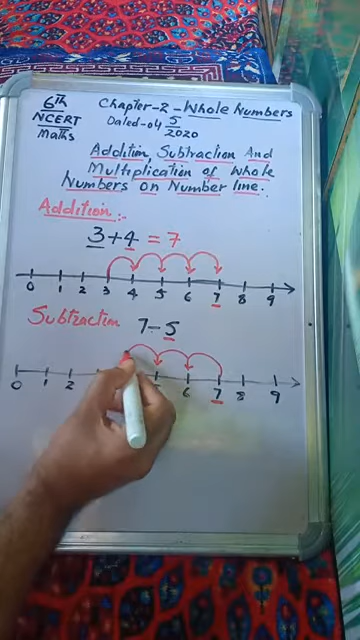 6th
NCERT
Maths
Chapter-2-Whole Numbers
Dated-04 5/2020
Addition, Subtraction And
Multiplication of Whole
Numbers on Number line.
Addition:-
3+4=7
0 1 2 3 4 5 6 7 8 9
Subtraction 7-5
0 1 2 6 7 8 9